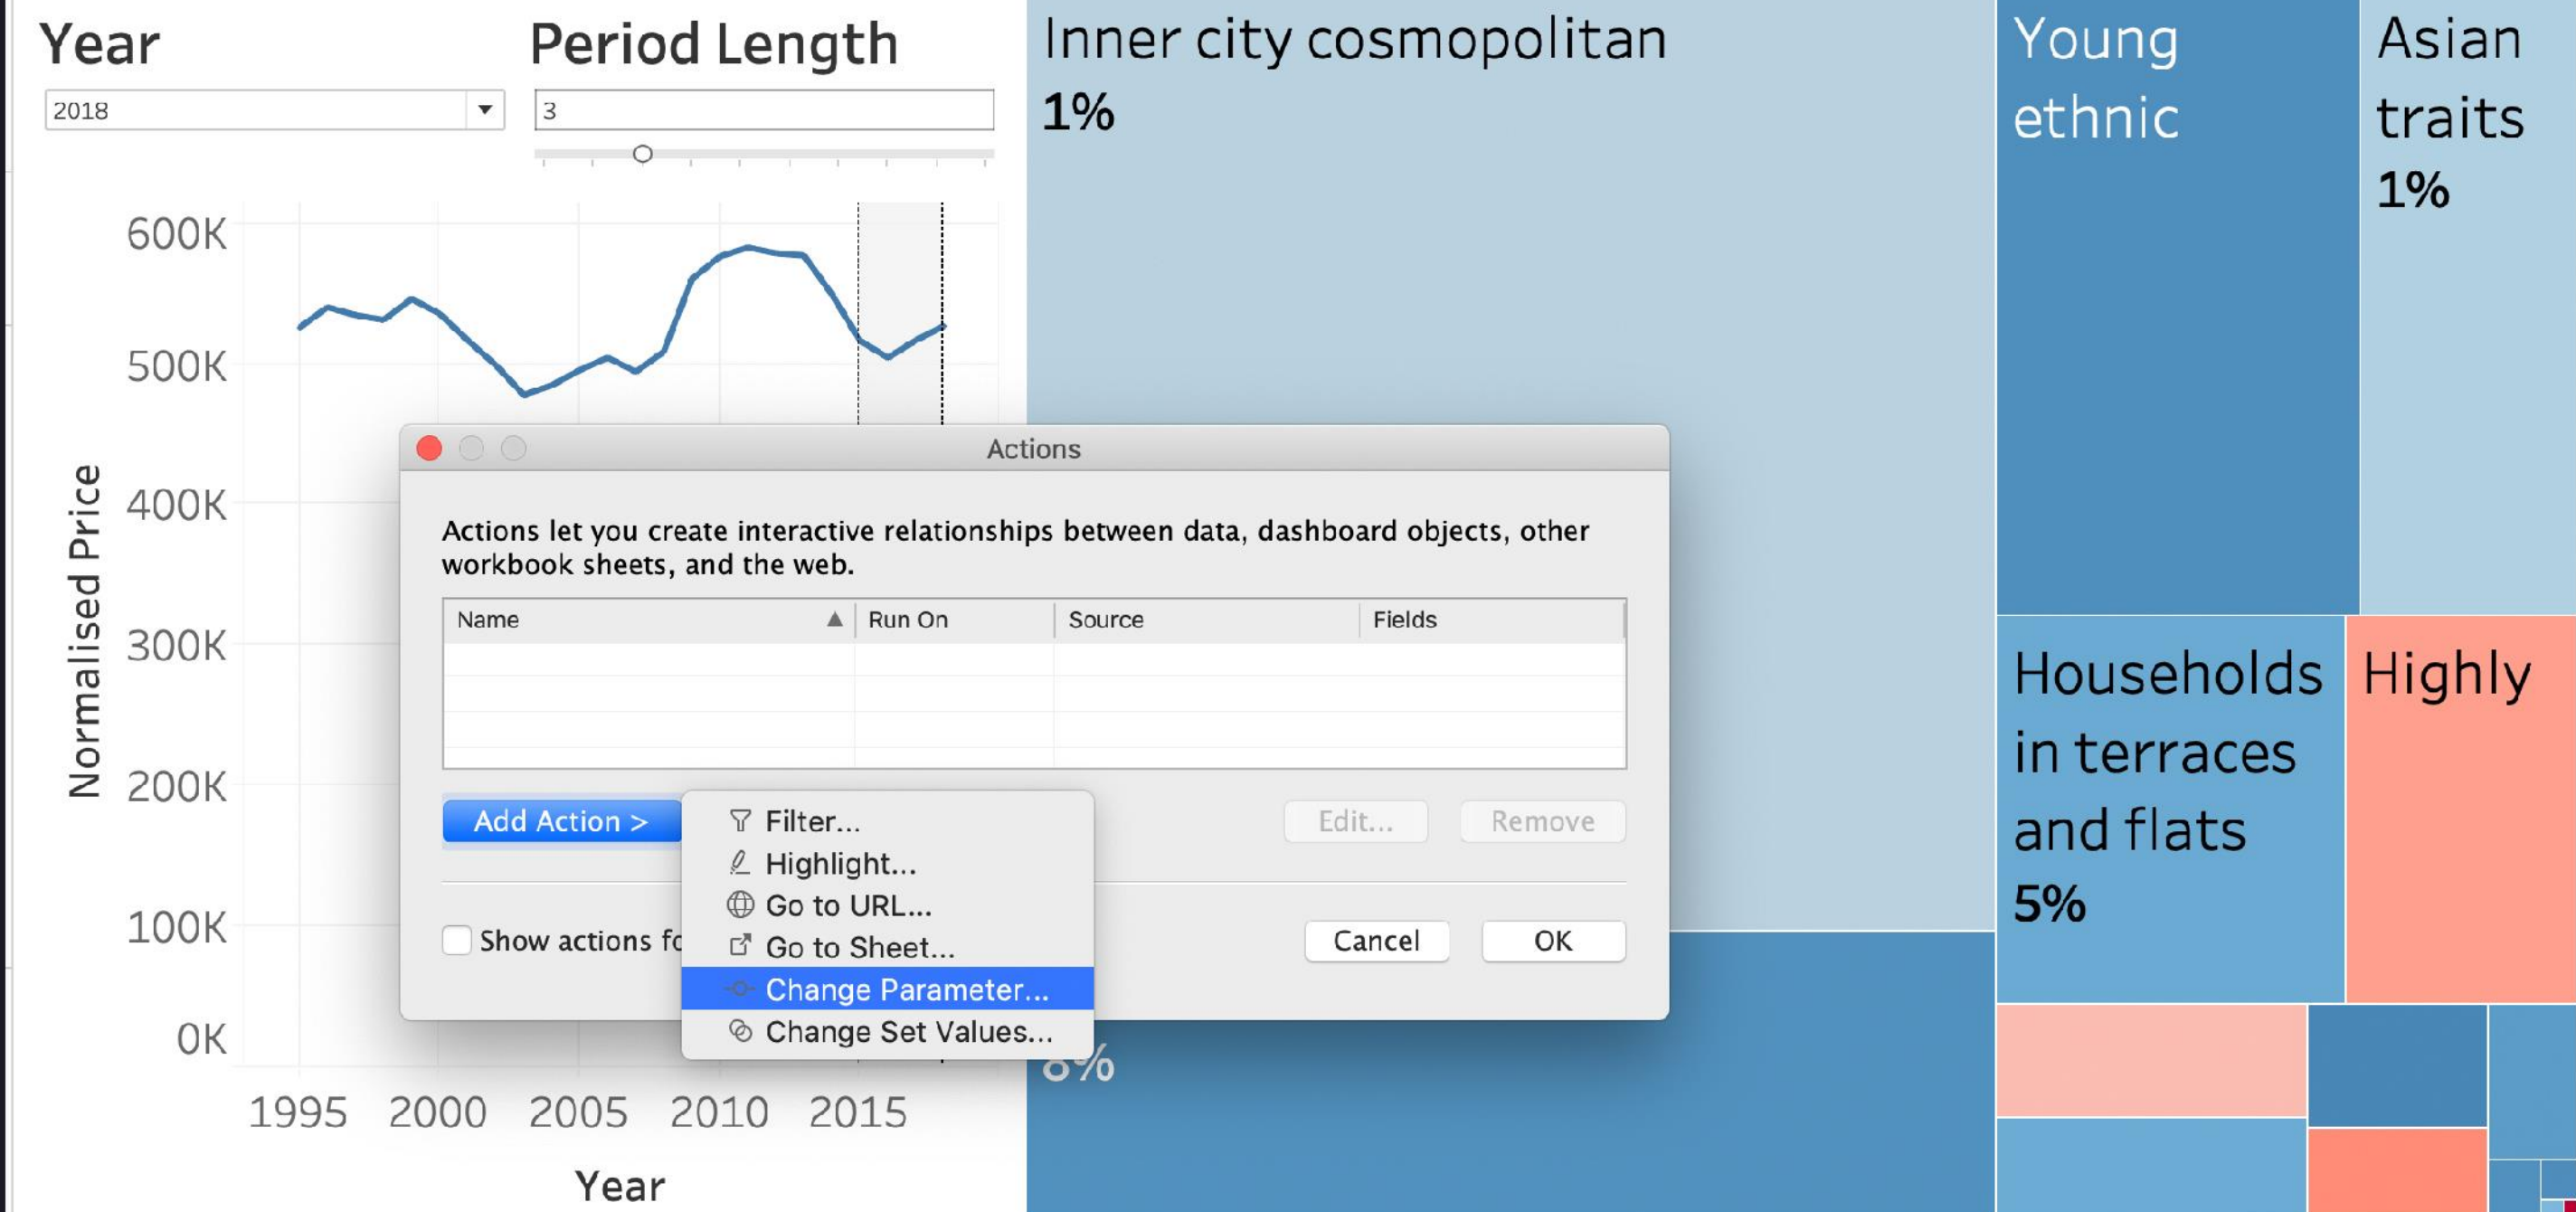 Year
2018
Period Length
3
600K
500K
400K
300K
200K
100K
0K
Normalised Price
1995 2000 2005 2010 2015
Year
Inner city cosmopolitan
1%
Young
ethnic
Asian
traits
1%
Households
in terraces
and flats
5%
Highly
Actions
Actions let you create interactive relationships between data, dashboard objects, other
workbook sheets, and the web.
Name Run On Source Fields
Add Action >
Edit... Remove
Filter...
Highlight...
Go to URL...
Go to Sheet...
Change Parameter...
Change Set Values...
Show actions
Cancel OK